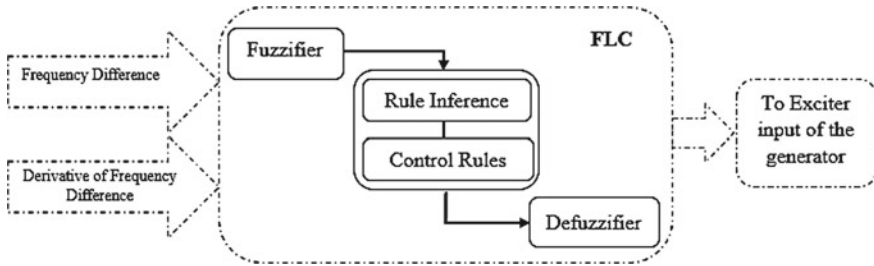 Frequency Difference
Derivative of Frequency
Difference
Fuzzifier
FLC
Rule Inference
Control Rules
Defuzzifier
To Exciter
input of the
generator